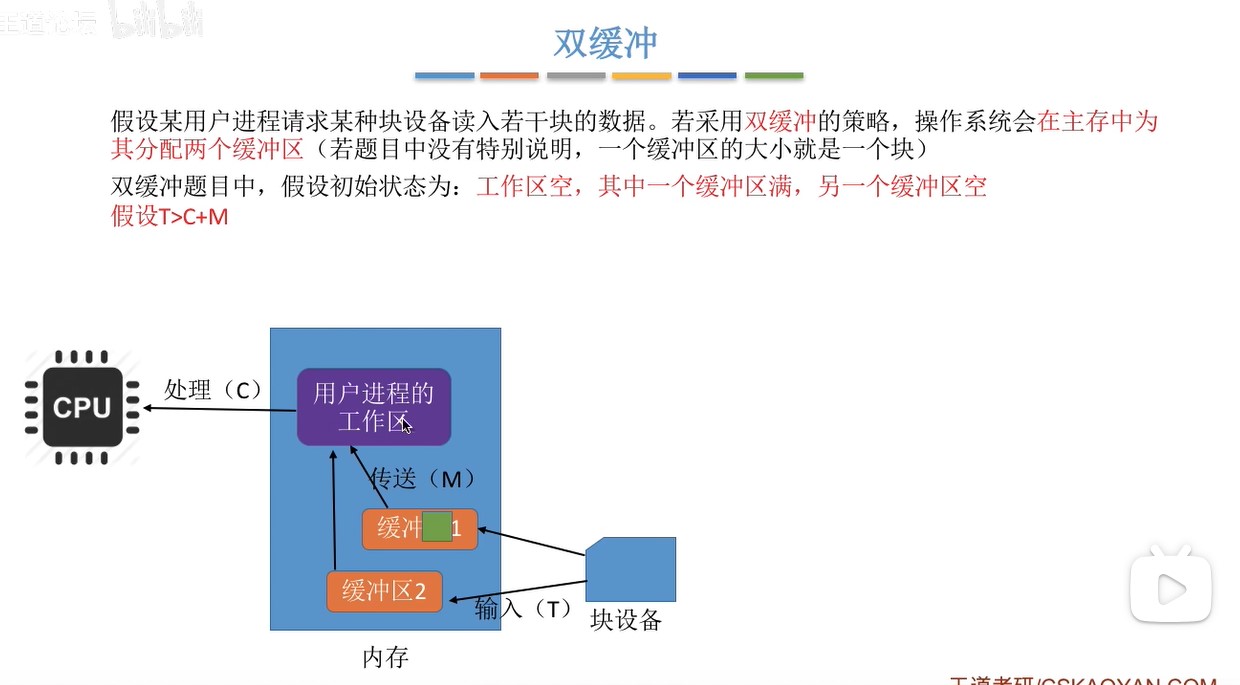 王道论坛 bilibili
双缓冲
假设某用户进程请求某种块设备读入若干块的数据。若采用双缓冲的策略，操作系统会在主存中为
其分配两个缓冲区（若题目中没有特别说明，一个缓冲区的大小就是一个块）
双缓冲题目中，假设初始状态为：工作区空，其中一个缓冲区满，另一个缓冲区空
假设T>C+M
处理（C）
CPU
用户进程的
工作区
传送（M）
缓冲 1
缓冲区2
输入（T）
块设备
内存
王道考研/CSKAOYAN.COM